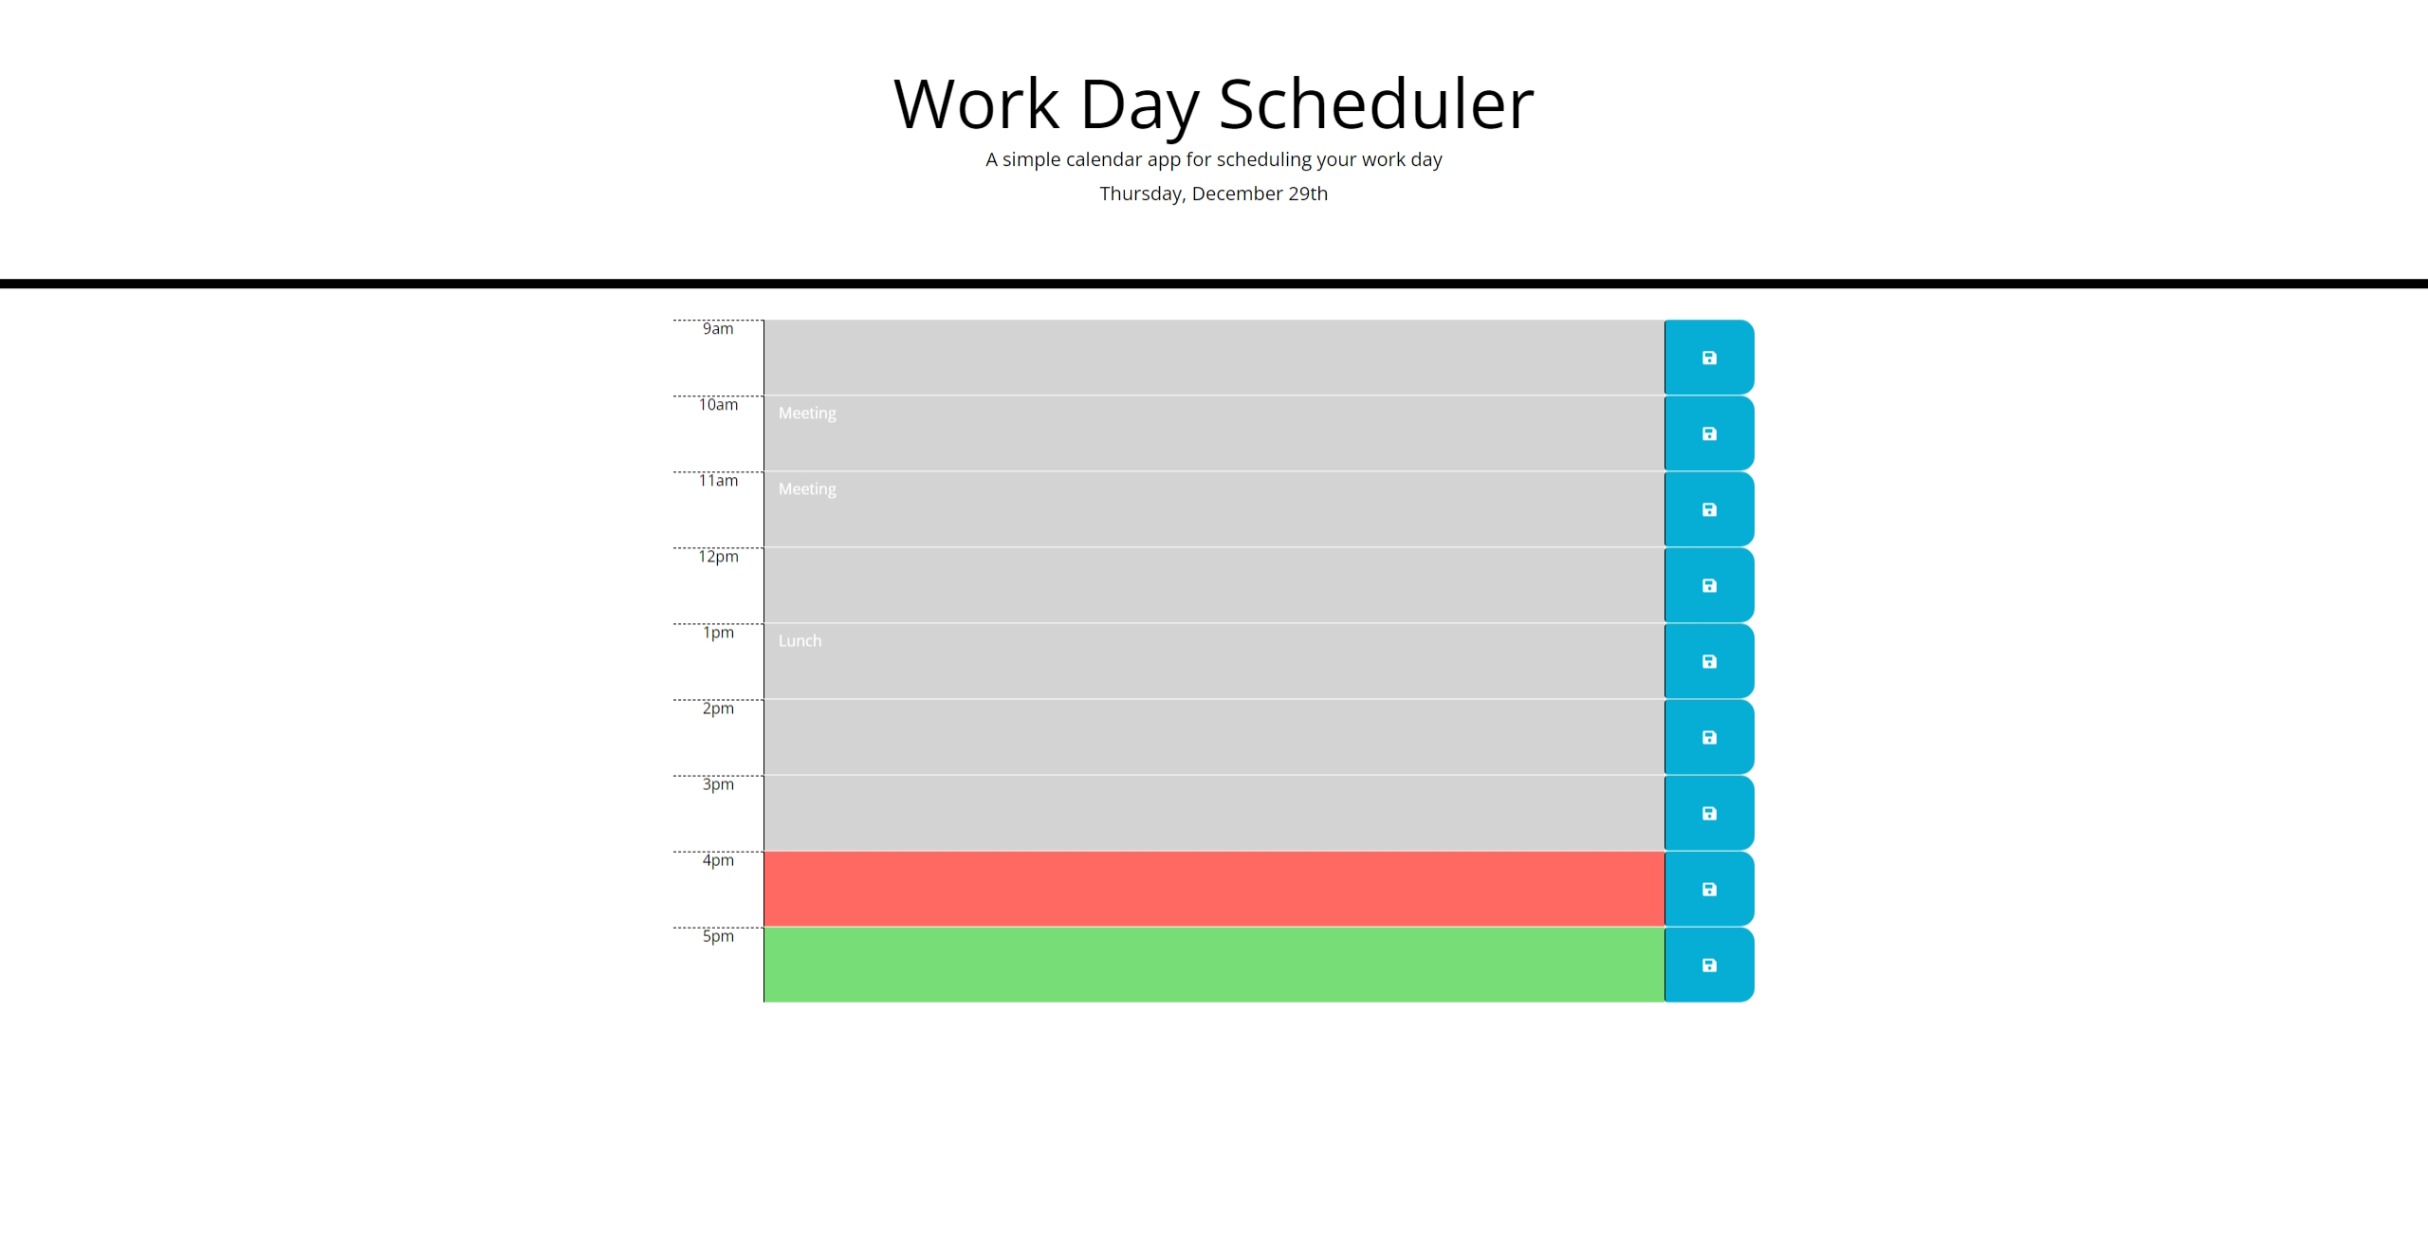 Work Day Scheduler
A simple calendar app for scheduling your work day
Thursday, December 29th
9am
10am
Meeting
11am
Meeting
12pm
1pm
Lunch
2pm
3pm
4pm
5pm